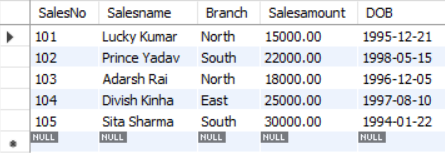 SalesNo Salesname Branch Salesamount DOB
101 Lucky Kumar North 15000.00 1995-12-21
102 Prince Yadav South 22000.00 1998-05-15
103 Adarsh Rai North 18000.00 1996-12-05
104 Divish Kinha East 25000.00 1997-08-10
105 Sita Sharma South 30000.00 1994-01-22
NULL NULL NULL NULL NULL